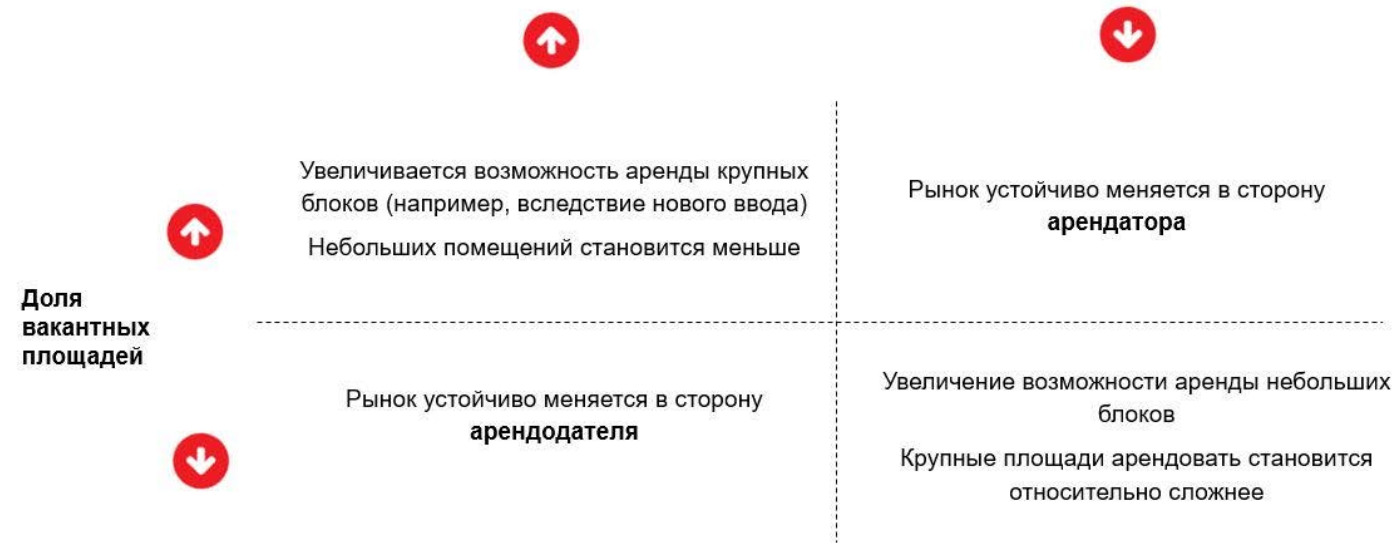 Увеличивается возможность аренды крупных
блоков (например, вследствие нового ввода)
Небольших помещений становится меньше
Рынок устойчиво меняется в сторону
арендатора
Доля
вакантных
площадей
Рынок устойчиво меняется в сторону
арендодателя
Увеличение возможности аренды небольших
блоков
Крупные площади арендовать становится
относительно сложнее